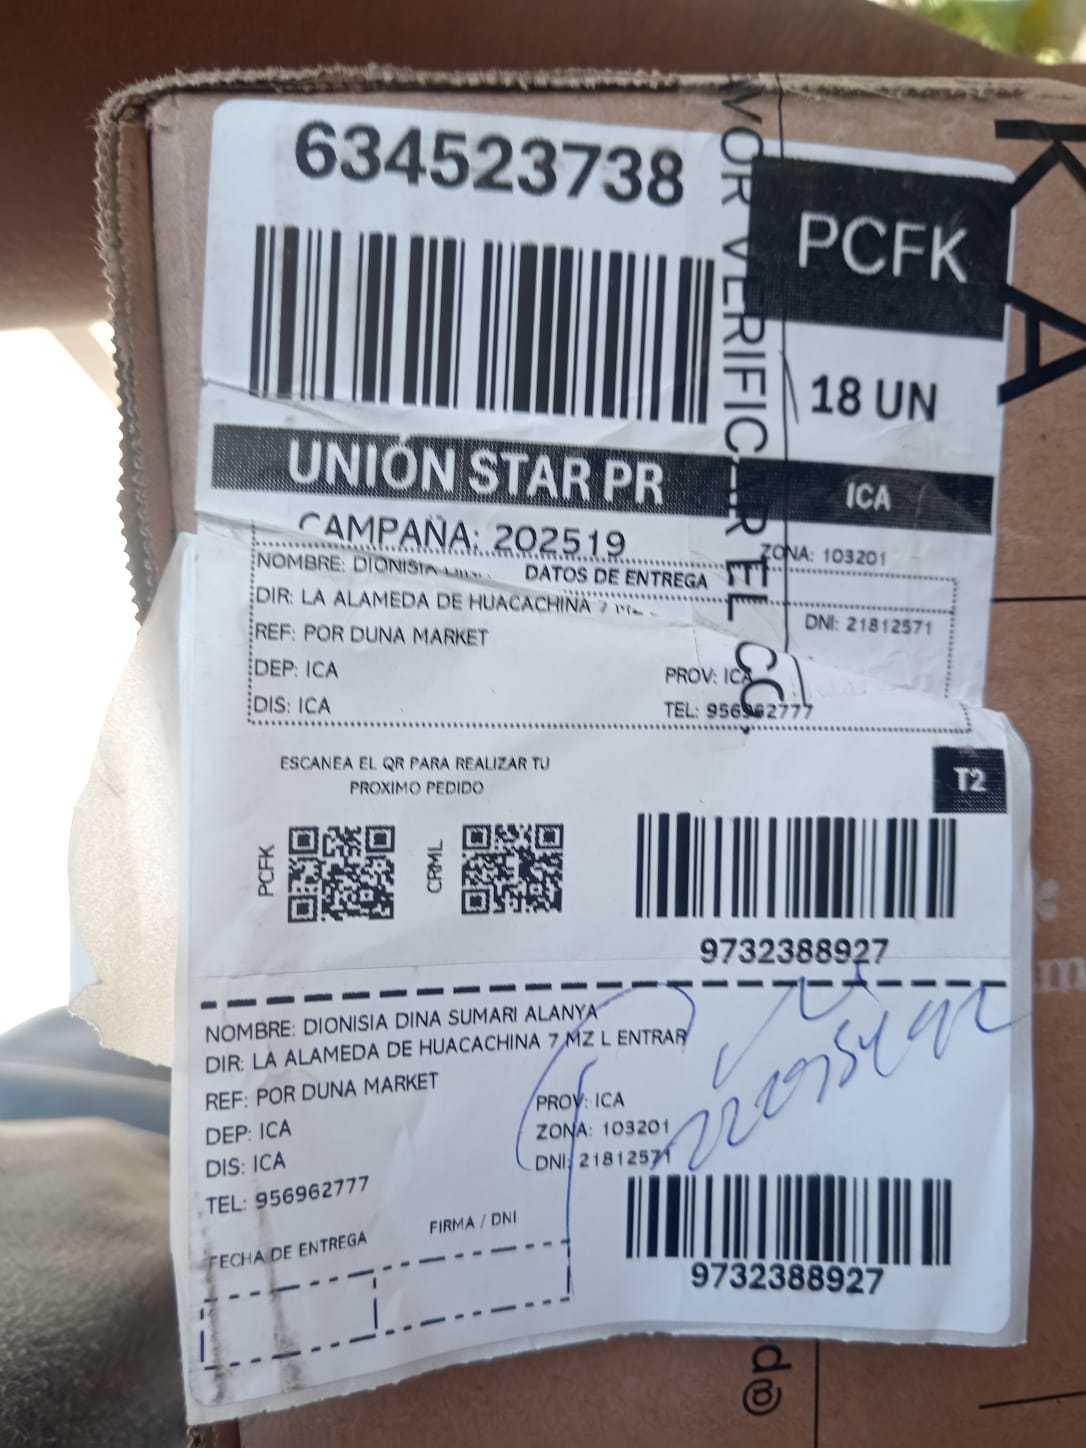 634523738
PCFK
18 UN
UNIÓN STAR PR
ICA
CAMPAÑA: 202519
ZONA: 103201
DATOS DE ENTREGA
NOMBRE: DIONISIA
DIR: LA ALAMEDA DE HUACACHINA 7
DNI: 21812571
REF: POR DUNA MARKET
DEP: ICA
PROV: ICA
DIS: ICA
TEL: 956962777
ESCANEA EL QR PARA REALIZAR TU
PROXIMO PEDIDO
T2
PCFK
CRML
9732388927
NOMBRE: DIONISIA DINA SUMARI ALANYA
DIR: LA ALAMEDA DE HUACACHINA 7 MZ L ENTRAR
REF: POR DUNA MARKET
PROV: ICA
DEP: ICA
ZONA: 103201
DIS: ICA
DNI: 21812571
TEL: 956962777
FECHA DE ENTREGA
FIRMA / DNI
9732388927
VERIFICAR EL
KA